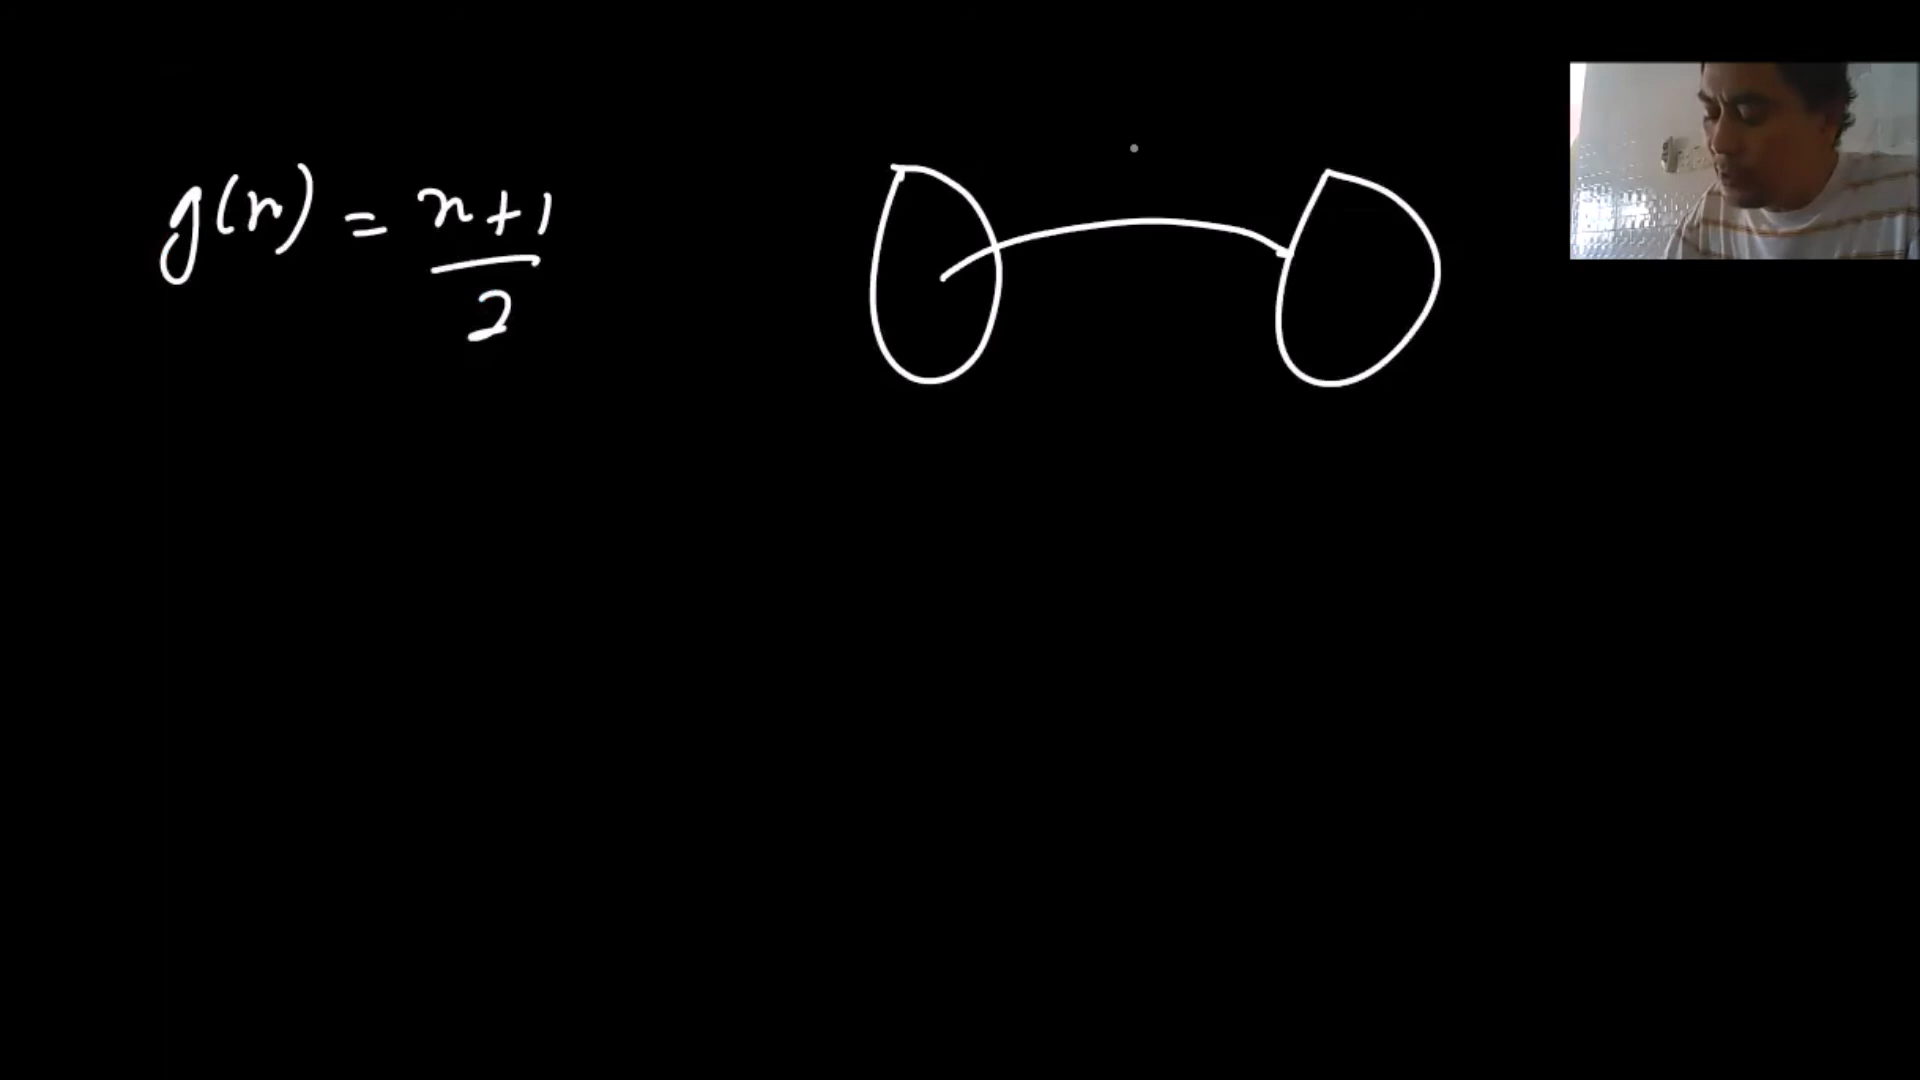 g(n) = n+1
2